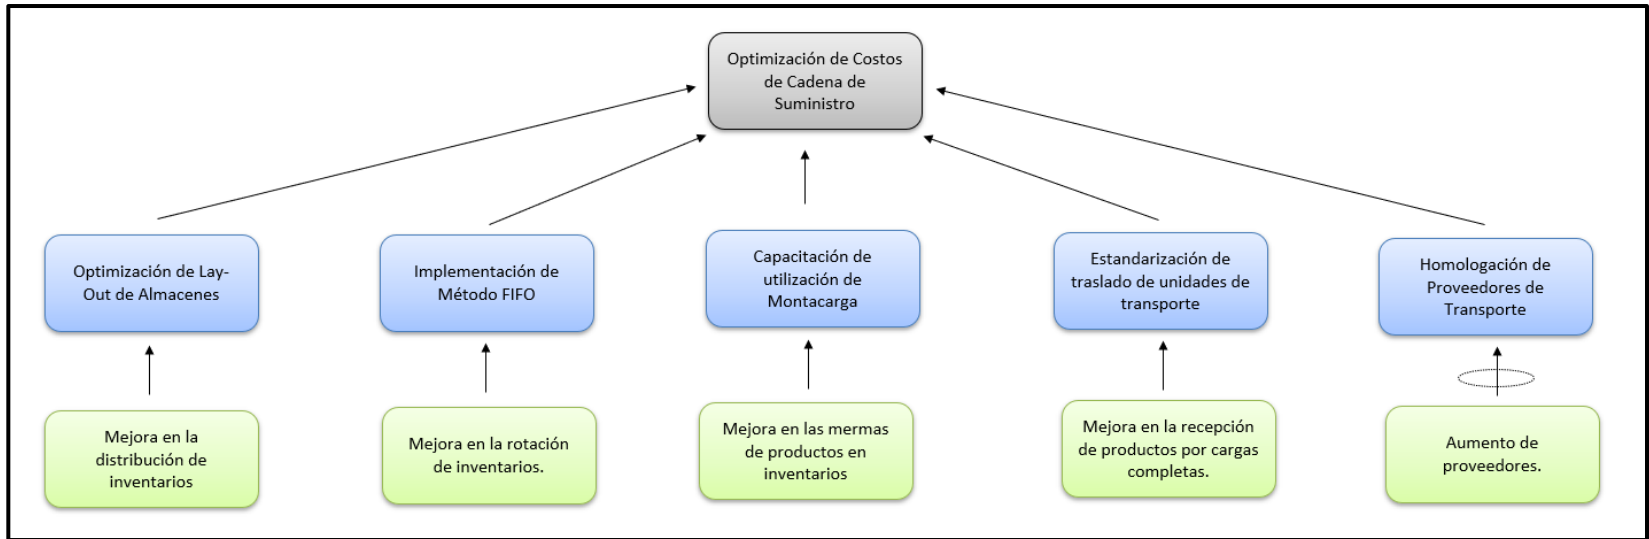 Optimización de Costos
de Cadena de
Suministro
Optimización de Lay-
Out de Almacenes
Implementación de
Método FIFO
Capacitación de
utilización de
Montacarga
Estandarización de
traslado de unidades de
transporte
Homologación de
Proveedores de
Transporte
Mejora en la
distribución de
inventarios
Mejora en la rotación
de inventarios.
Mejora en las mermas
de productos en
inventarios
Mejora en la recepción
de productos por cargas
completas.
Aumento de
proveedores.